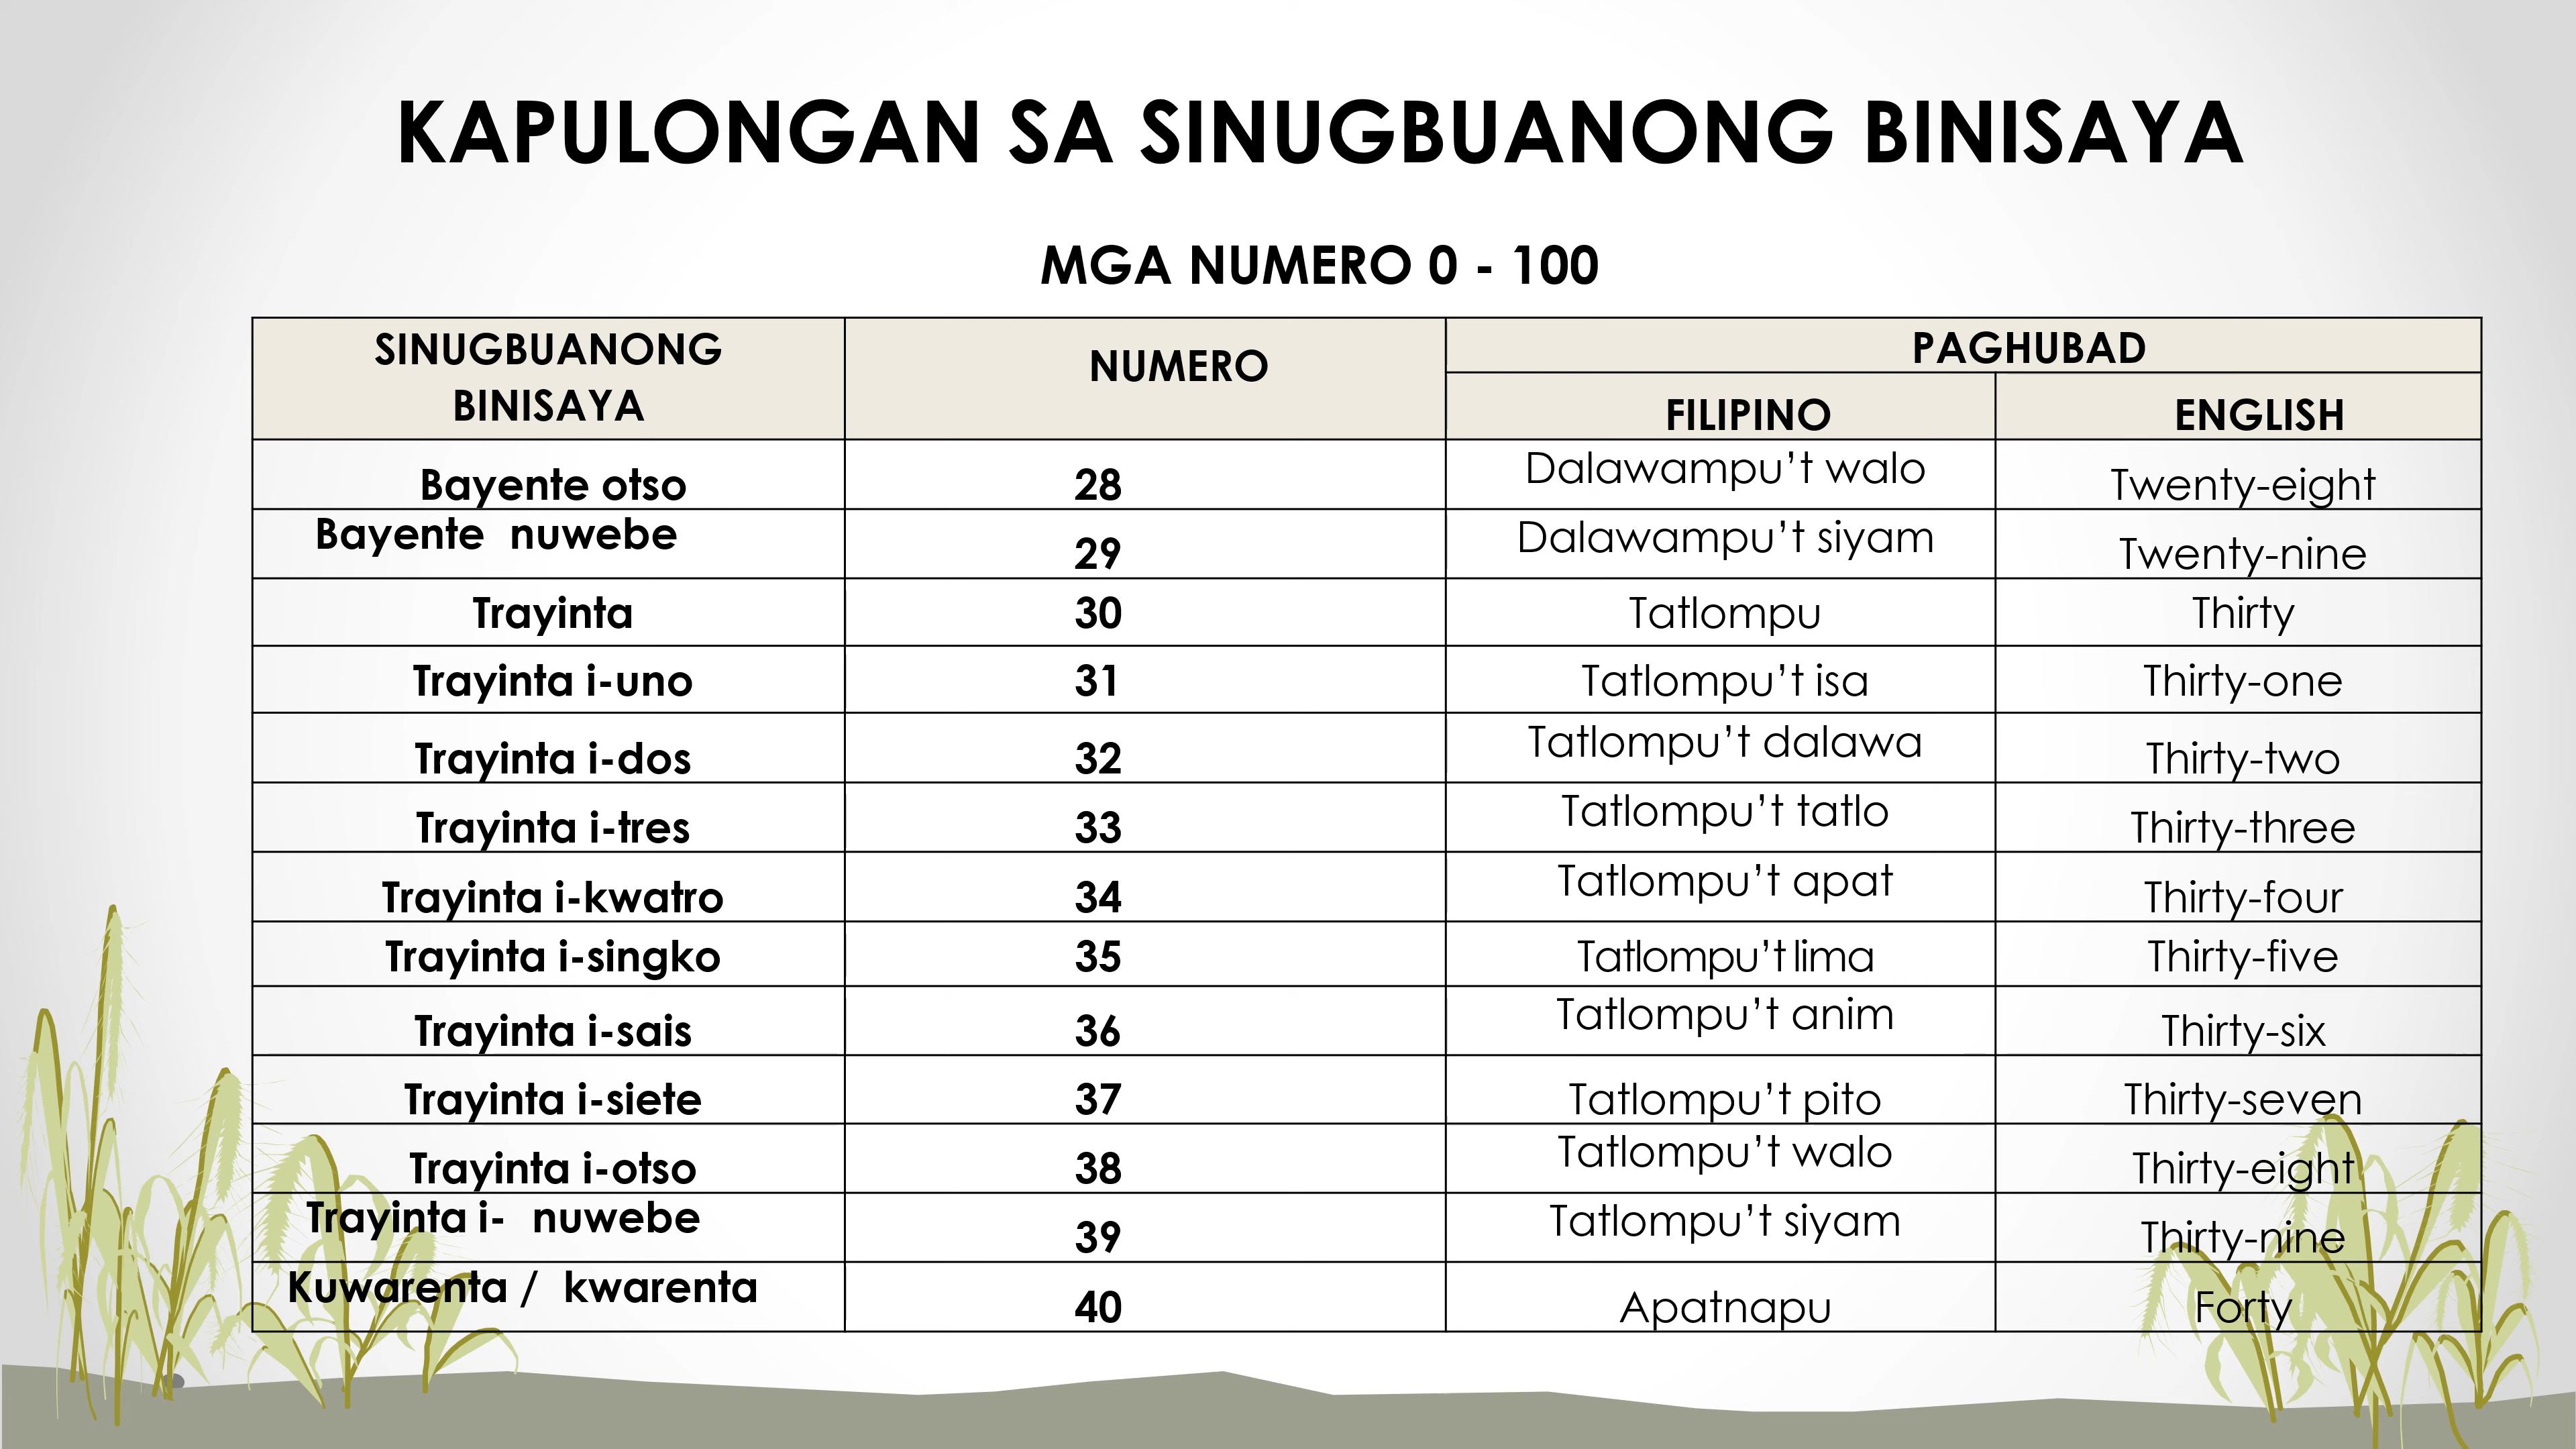 KAPULONGAN SA SINUGBUANONG BINISAYA
MGA NUMERO 0 - 100
SINUGBUANONG BINISAYA NUMERO PAGHUBAD
FILIPINO ENGLISH
Bayente otso 28 Dalawampu’t walo Twenty-eight
Bayente nuwebe 29 Dalawampu’t siyam Twenty-nine
Trayinta 30 Tatlompu Thirty
Trayinta i-uno 31 Tatlompu’t isa Thirty-one
Trayinta i-dos 32 Tatlompu’t dalawa Thirty-two
Trayinta i-tres 33 Tatlompu’t tatlo Thirty-three
Trayinta i-kwatro 34 Tatlompu’t apat Thirty-four
Trayinta i-singko 35 Tatlompu’t lima Thirty-five
Trayinta i-sais 36 Tatlompu’t anim Thirty-six
Trayinta i-siete 37 Tatlompu’t pito Thirty-seven
Trayinta i-otso 38 Tatlompu’t walo Thirty-eight
Trayinta i- nuwebe 39 Tatlompu’t siyam Thirty-nine
Kuwarenta / kwarenta 40 Apatnapu Forty